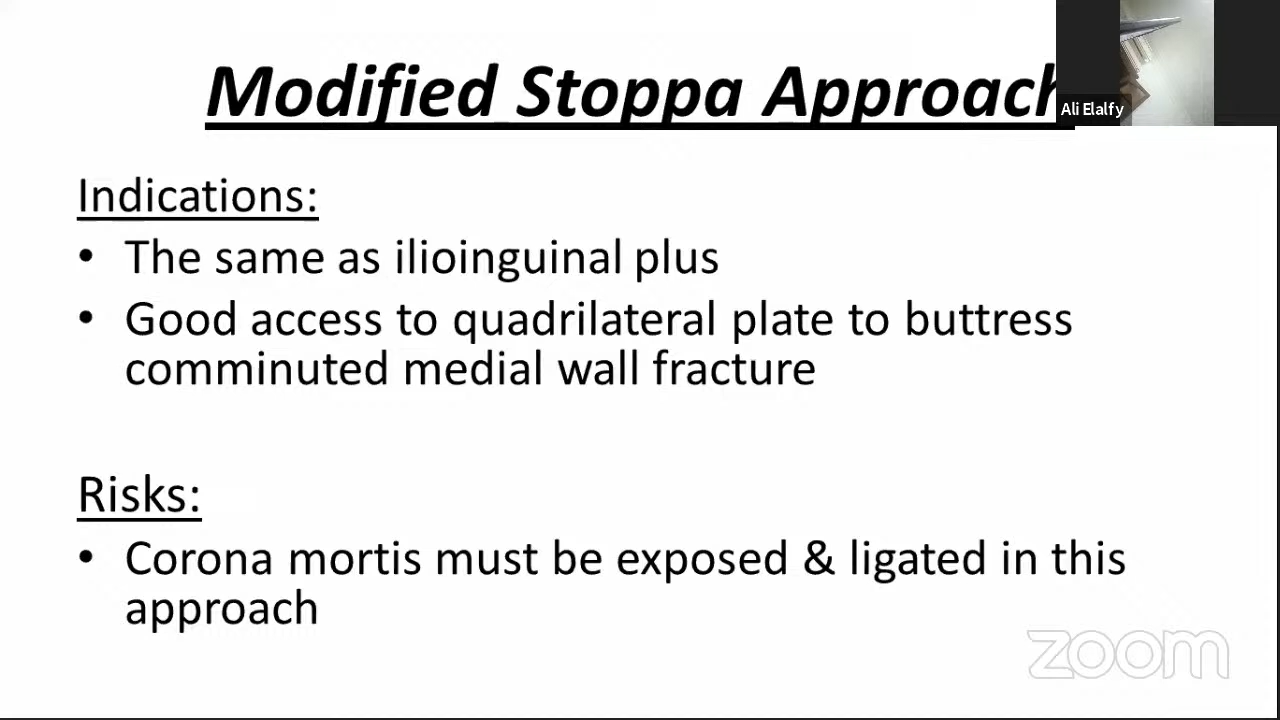 Modified Stoppa Approach
Ali Elalfy
Indications:
• The same as ilioinguinal plus
• Good access to quadrilateral plate to buttress
comminuted medial wall fracture
Risks:
• Corona mortis must be exposed & ligated in this
approach
zoom